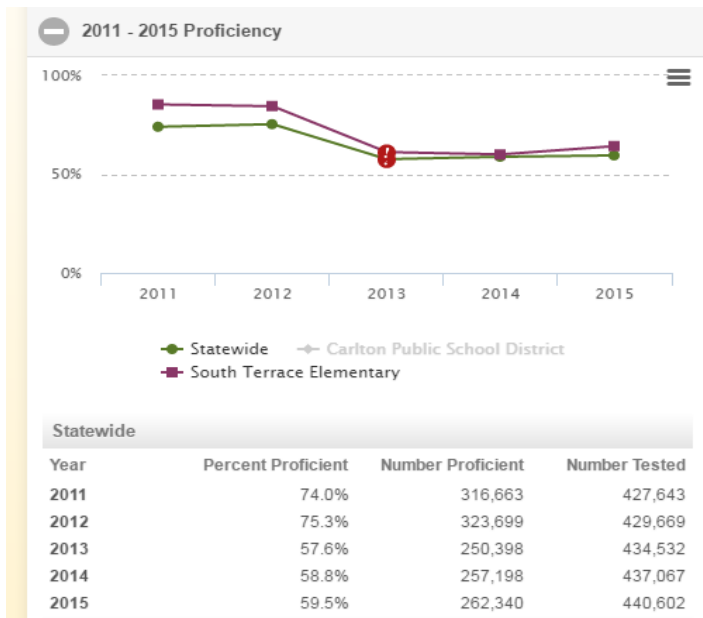 2011 - 2015 Proficiency
100%
50%
0%
2011 2012 2013 2014 2015
Statewide Carlton Public School District
South Terrace Elementary
Statewide
Year Percent Proficient Number Proficient Number Tested
2011 74.0% 316,663 427,643
2012 75.3% 323,699 429,669
2013 57.6% 250,398 434,532
2014 58.8% 257,198 437,067
2015 59.5% 262,340 440,602